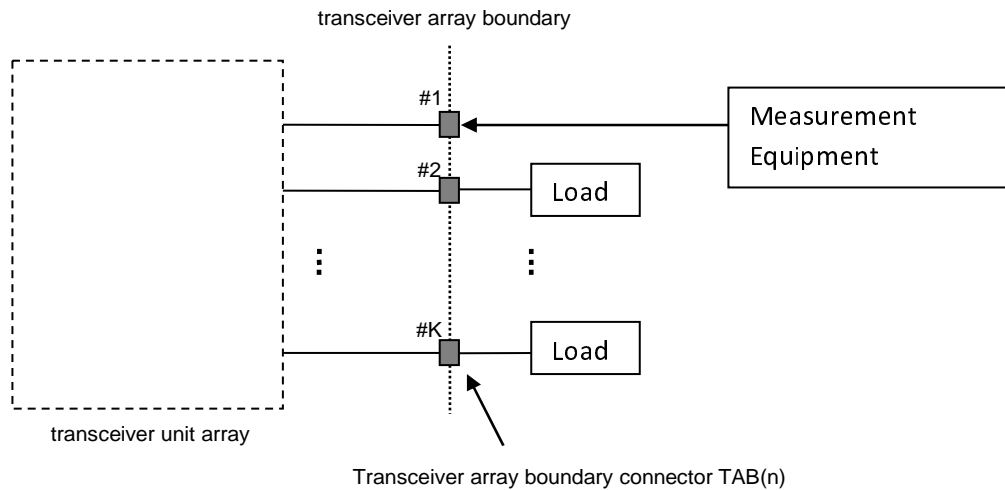 transceiver array boundary
#1
Measurement
Equipment
#2
Load
#K
Load
transceiver unit array
Transceiver array boundary connector TAB(n)